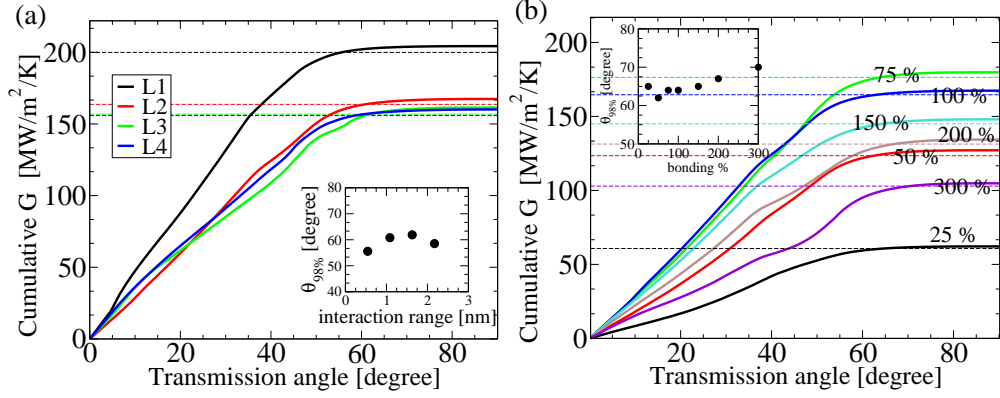 (a)
Cumulative G [MW/m²/K]
200
150
100
50
0
0 20 40 60 80
Transmission angle [degree]
L1
L2
L3
L4
θ98% [degree]
80
70
60
50
40
0 1 2 3
interaction range [nm]
(b)
Cumulative G [MW/m²/K]
200
150
100
50
0
20 40 60 80
Transmission angle [degree]
θ98% [degree]
80
70
60
50
0 100 200 300
bonding %
75 %
100 %
150 %
200 %
50 %
300 %
25 %